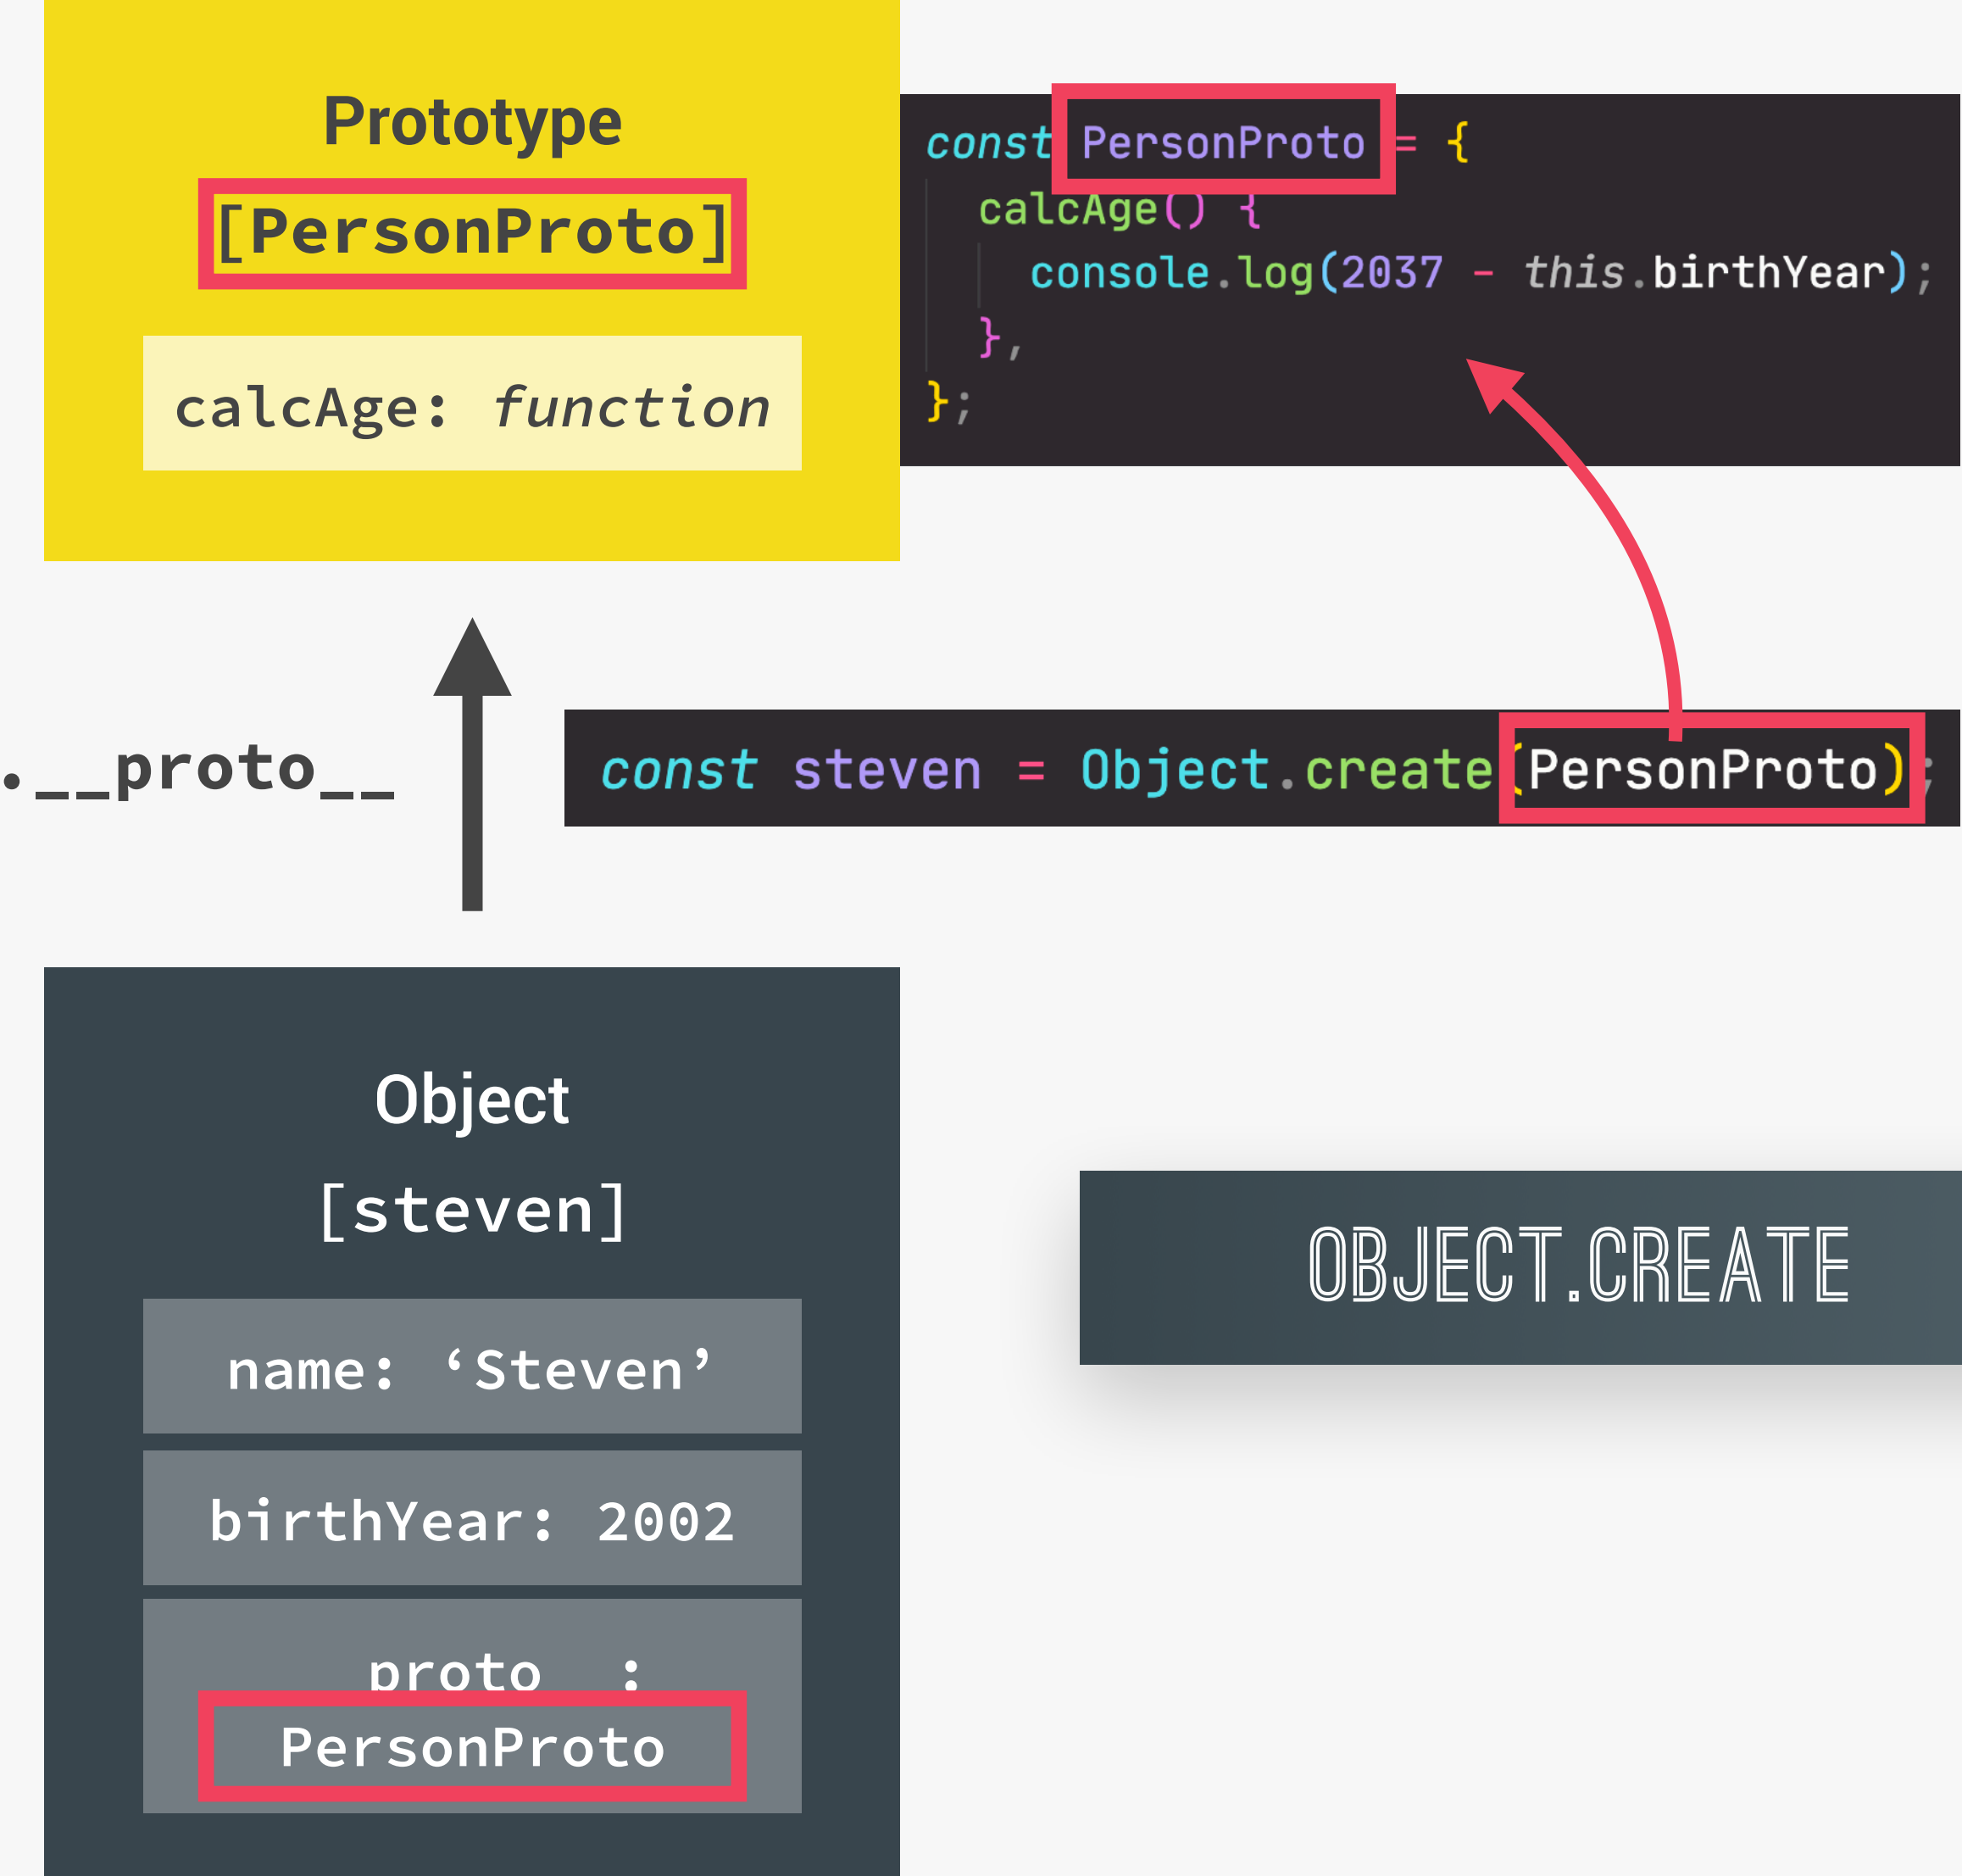 Prototype
[PersonProto]
calcAge: function
const PersonProto = {
calcAge() {
console.log(2037 - this.birthYear);
},
};
.__proto__
const steven = Object.create(PersonProto);
Object
[steven]
name: ‘Steven’
birthYear: 2002
proto :
PersonProto
OBJECT.CREATE